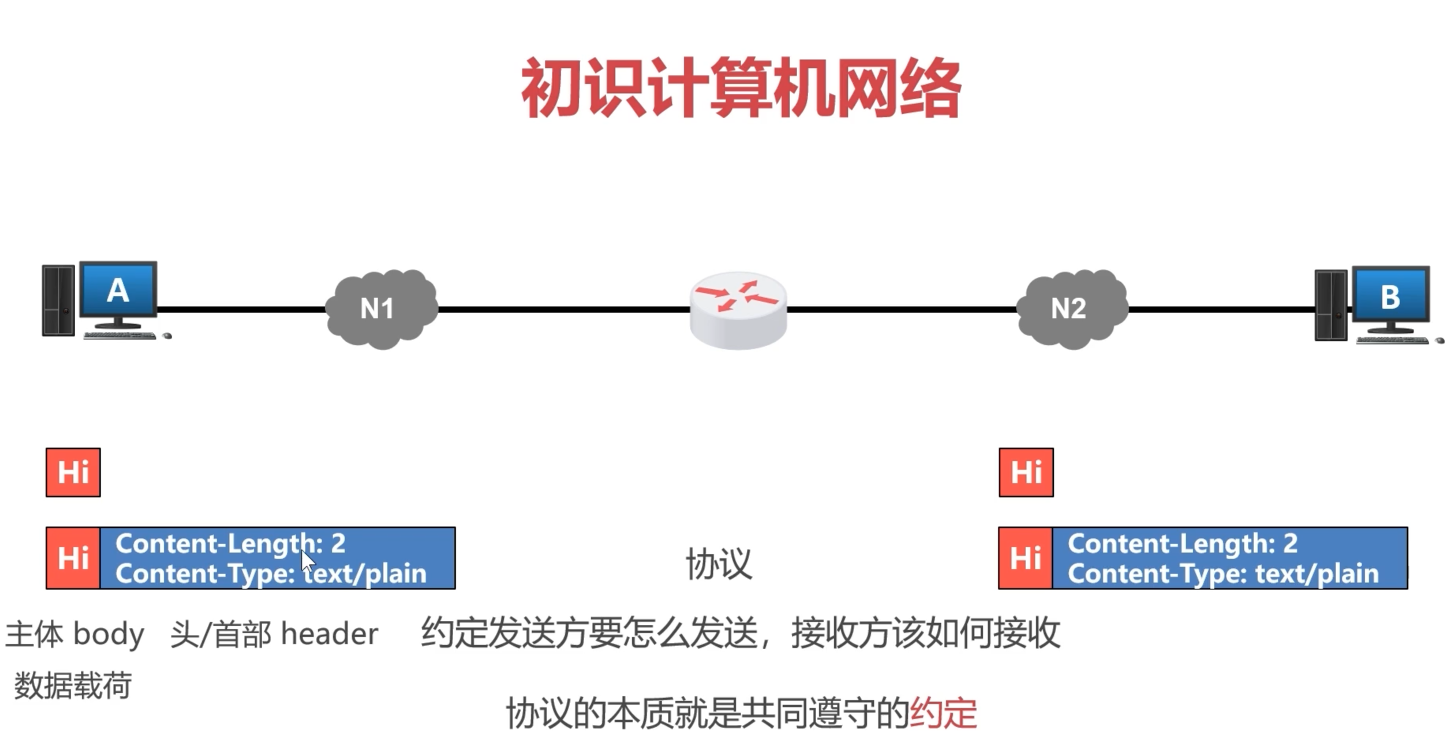 初识计算机网络
A
N1
N2
B
Hi
Hi
Hi
Content-Length: 2
Content-Type: text/plain
协议
Hi
Content-Length: 2
Content-Type: text/plain
主体 body
头/首部 header
约定发送方要怎么发送，接收方该如何接收
数据载荷
协议的本质就是共同遵守的约定